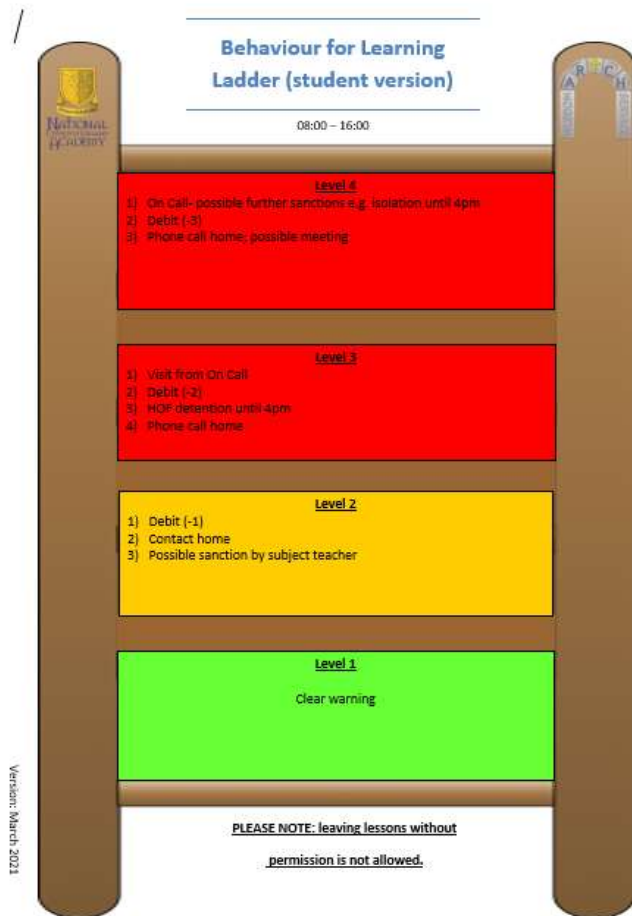 Behaviour for Learning
Ladder (student version)
08:00 – 16:00
NATIONAL
ACADEMY
ARCH
Level 4
1) On Call- possible further sanctions e.g. isolation until 4pm
2) Debit (-3)
3) Phone call home; possible meeting
Level 3
1) Visit from On Call
2) Debit (-2)
3) HOF detention until 4pm
4) Phone call home
Level 2
1) Debit (-1)
2) Contact home
3) Possible sanction by subject teacher
Level 1
Clear warning
PLEASE NOTE: leaving lessons without
permission is not allowed.
Version: March 2021